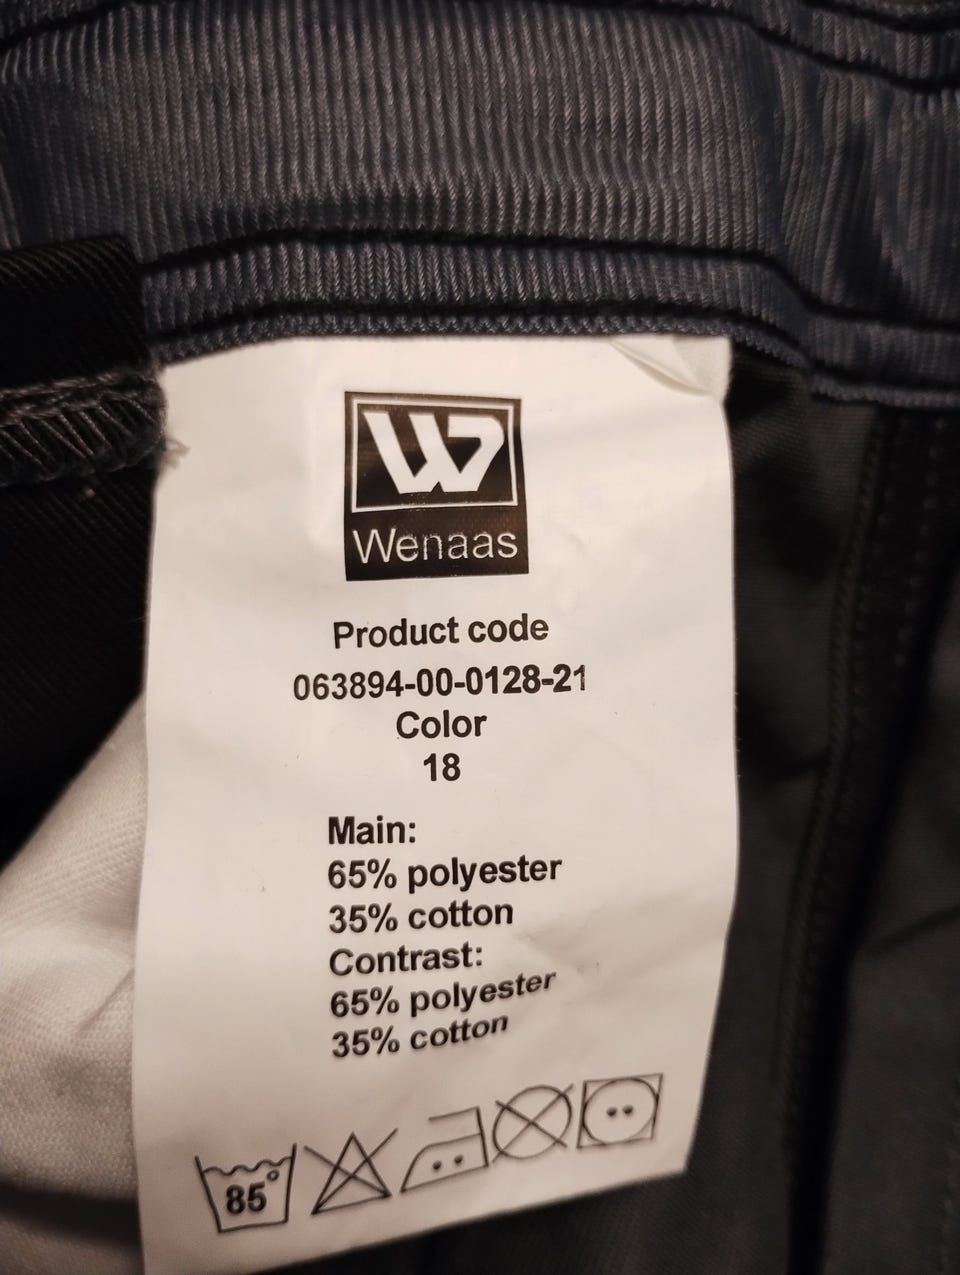 W
Wenaas
Product code
063894-00-0128-21
Color
18
Main:
65% polyester
35% cotton
Contrast:
65% polyester
35% cotton
85°